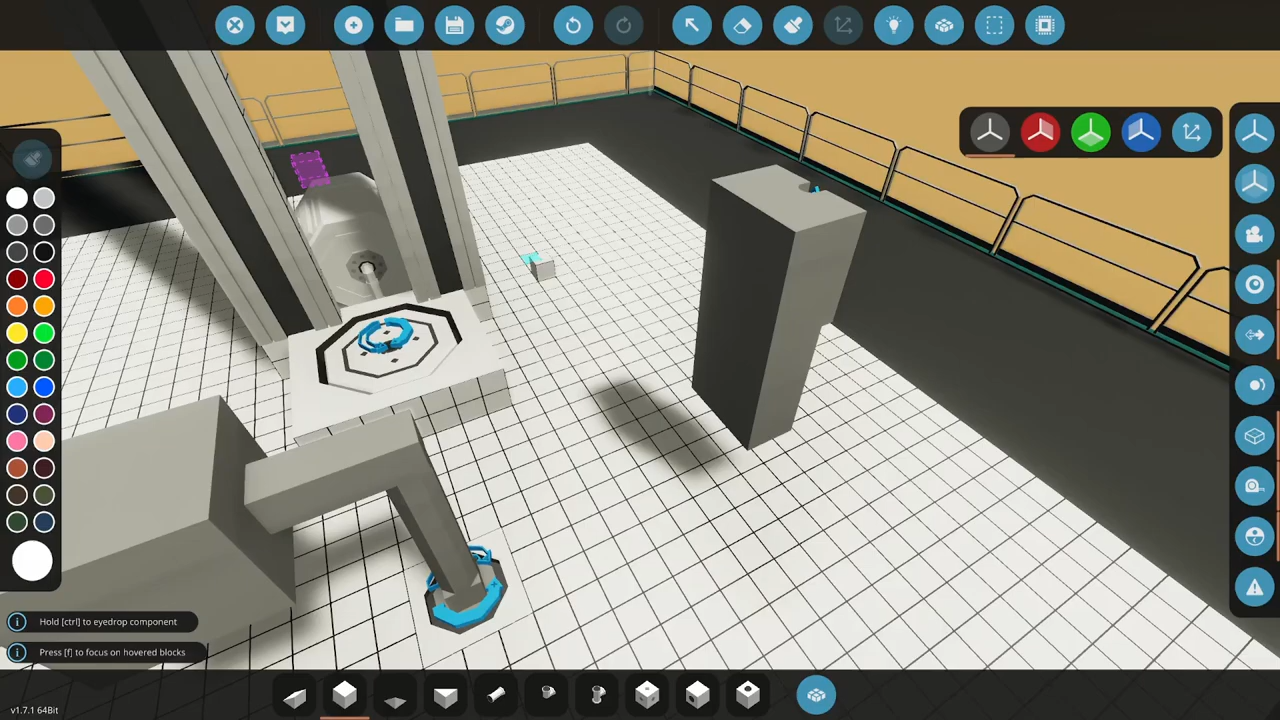 Hold [ctrl] to eyedrop component
Press [f] to focus on hovered blocks
v1.7.1 64Bit